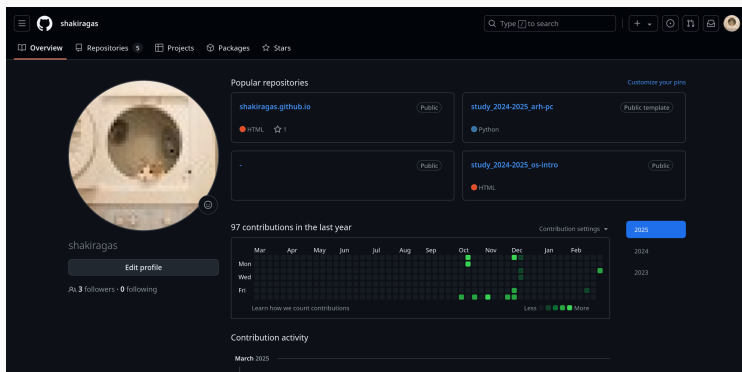 shakiragas
Type / to search
Overview
Repositories 5
Projects
Packages
Stars
Popular repositories
Customize your pins
shakiragas.github.io
Public
HTML
1
study_2024-2025_arh-pc
Public template
Python
-
Public
study_2024-2025_os-intro
Public
HTML
shakiragas
Edit profile
3 followers · 0 following
97 contributions in the last year
Contribution settings
2025
2024
2023
Mar Apr May Jun Jul Aug Sep Oct Nov Dec Jan Feb
Mon
Wed
Fri
Learn how we count contributions
Less More
Contribution activity
March 2025